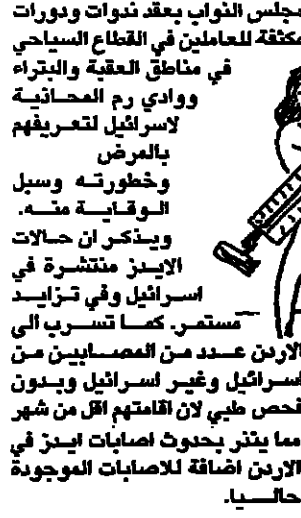 بجلس النواب بعقد ندوات ودورات
مكثفة للعاملين في القطاع السياحي
في مناطق العقبة والبتراء
ووادي رم المحاذية
لاسرائيل لتعريفهم
بالمرض
وخطورته وسبل
الوقاية منه.
ويذكر ان حالات
الايدز منتشرة في
اسرائيل وفي تزايد
مستمر. كما تسرب الى
الاردن عدد من المصابين من
اسرائيل وغير اسرائيل وبدون
فحص طبي لان اقامتهم اقل من شهر
مما ينذر بحدوث اصابات ايدز في
الاردن اضافة للاصابات الموجودة
حاليا.